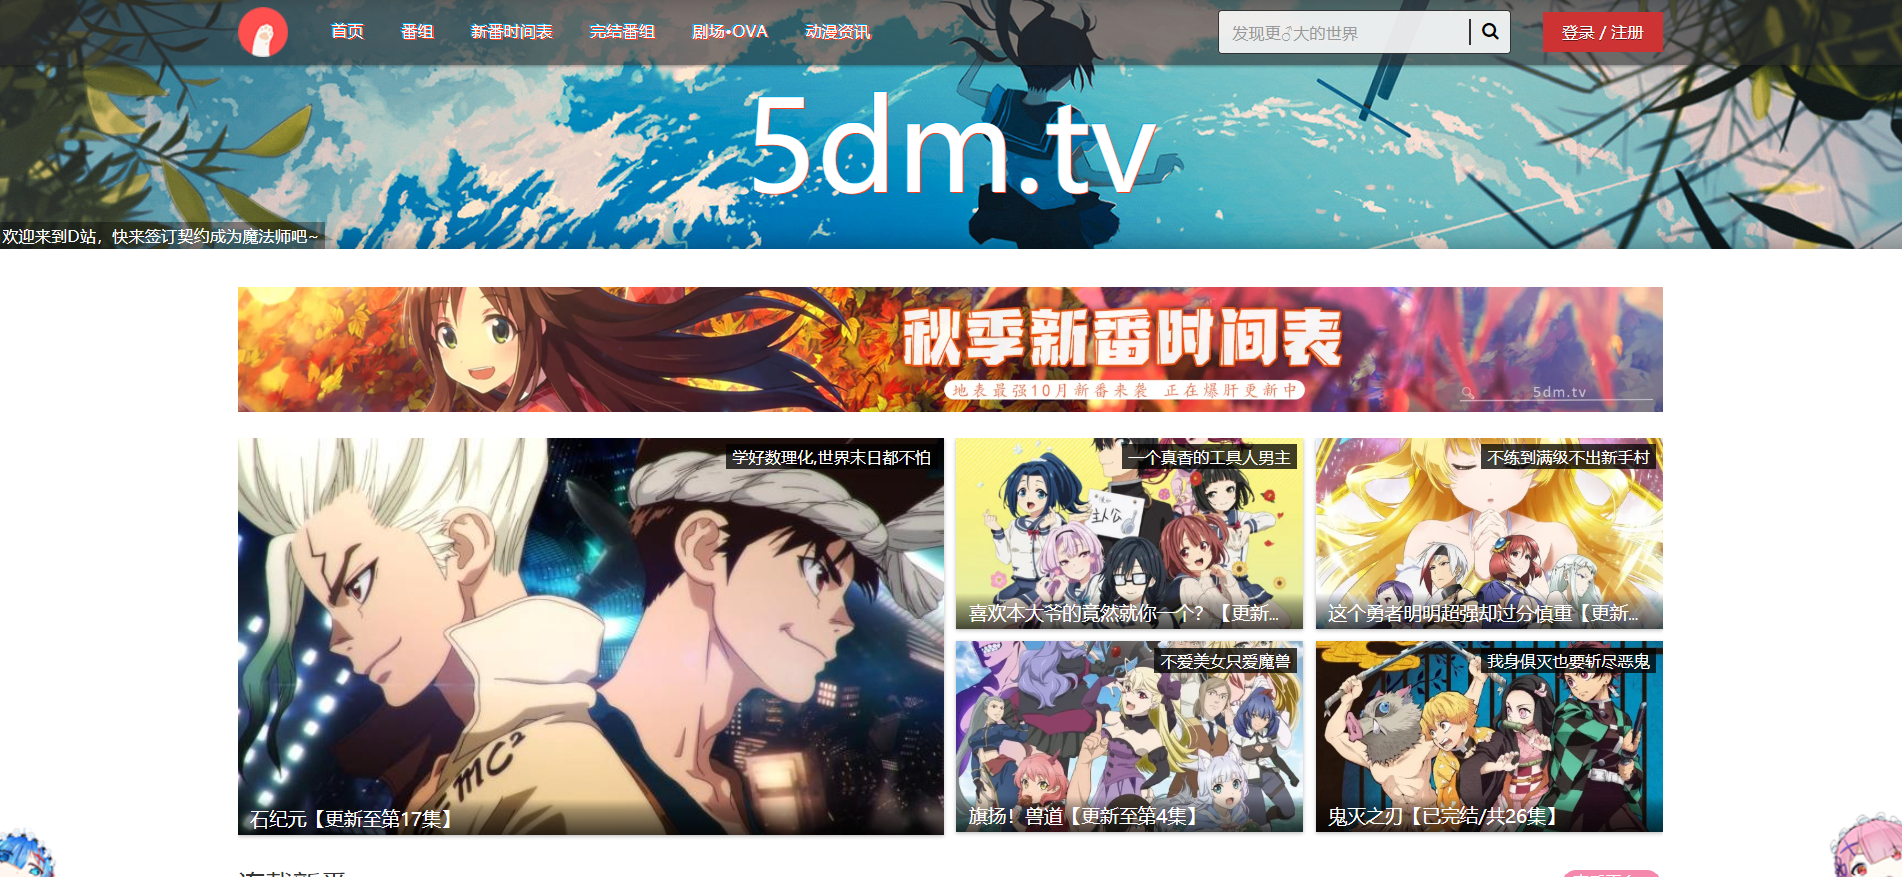 首页 番组 新番时间表 完结番组 剧场•OVA 动漫资讯 发现更♂大的世界 登录 / 注册
5dm.tv
欢迎来到D站，快来签订契约成为魔法师吧~
秋季新番时间表
地表最强10月新番来袭 正在爆肝更新中
5dm.tv
学好数理化,世界末日都不怕
MC²
石纪元【更新至第17集】
一个真香的工具人男主
主人公
喜欢本大爷的竟然就你一个？【更新...
不练到满级不出新手村
这个勇者明明超强却过分慎重【更新...
不爱美女只爱魔兽
旗扬！兽道【更新至第4集】
我身俱灭也要斩尽恶鬼
鬼灭之刃【已完结/共26集】
连载新番